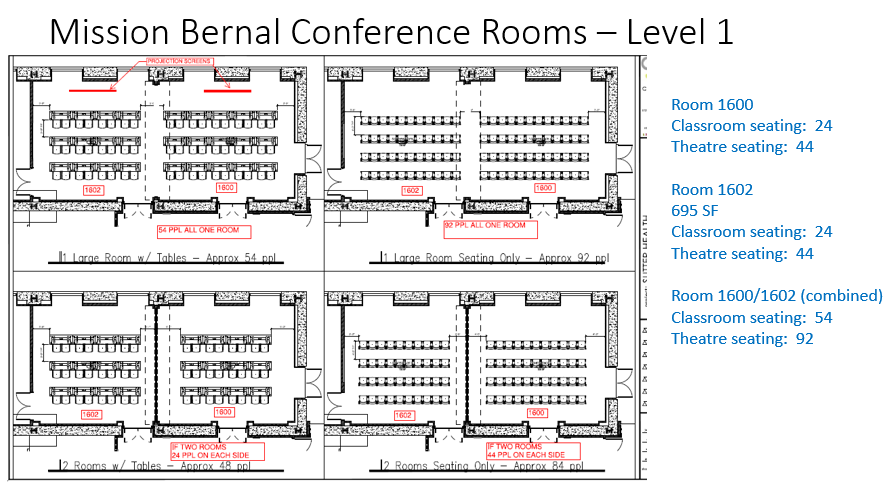 Mission Bernal Conference Rooms – Level 1
PROJECTION SCREENS
1602
1600
54 PPL ALL ONE ROOM
1 Large Room w/ Tables – Approx 54 ppl
1602
1600
92 PPL ALL ONE ROOM
1 Large Room Seating Only – Approx 92 ppl
1602
1600
IF TWO ROOMS
24 PPL ON EACH SIDE
2 Rooms w/ Tables – Approx 48 ppl
1602
1600
IF TWO ROOMS
44 PPL ON EACH SIDE
2 Rooms Seating Only – Approx 84 ppl
SUTTER HEALTH
Room 1600
Classroom seating: 24
Theatre seating: 44
Room 1602
695 SF
Classroom seating: 24
Theatre seating: 44
Room 1600/1602 (combined)
Classroom seating: 54
Theatre seating: 92